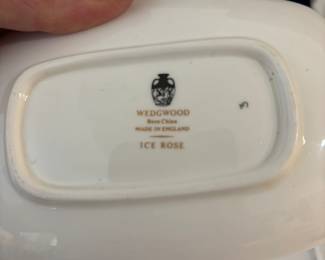 WEDGWOOD
Bone China
MADE IN ENGLAND
ICE ROSE